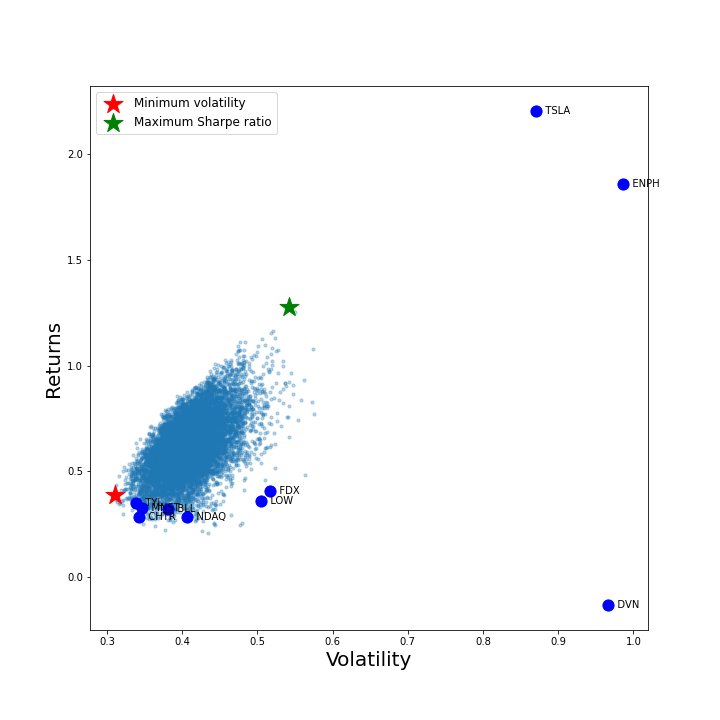 Minimum volatility
Maximum Sharpe ratio
TSLA
ENPH
FDX
LOW
TYL
BLL
CHTR
NDAQ
DVN
2.0
1.5
1.0
0.5
0.0
Returns
0.3 0.4 0.5 0.6 0.7 0.8 0.9 1.0
Volatility